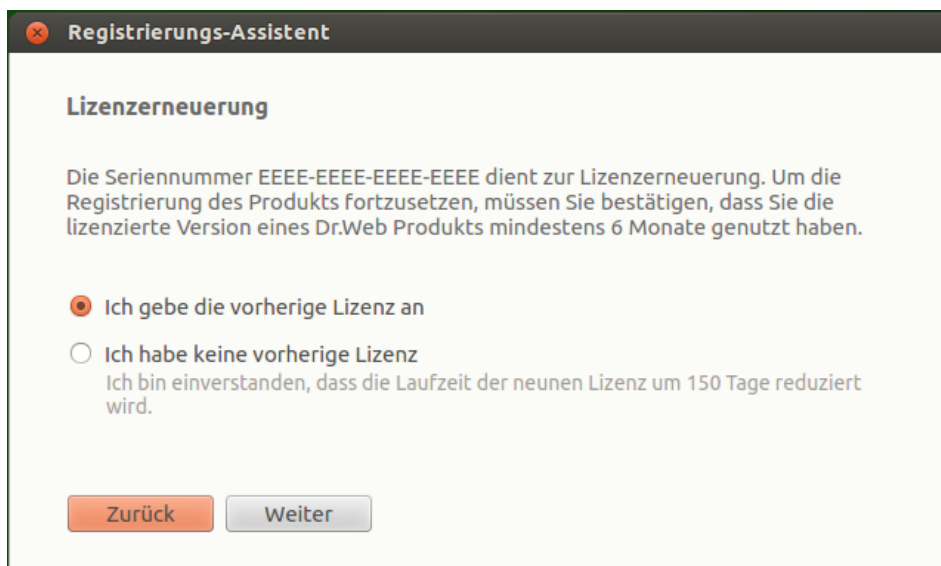 Registrierungs-Assistent
Lizenzerneuerung
Die Seriennummer EEEE-EEEE-EEEE-EEEE dient zur Lizenzerneuerung. Um die
Registrierung des Produkts fortzusetzen, müssen Sie bestätigen, dass Sie die
lizenzierte Version eines Dr.Web Produkts mindestens 6 Monate genutzt haben.
Ich gebe die vorherige Lizenz an
Ich habe keine vorherige Lizenz
Ich bin einverstanden, dass die Laufzeit der neunen Lizenz um 150 Tage reduziert
wird.
Zurück Weiter